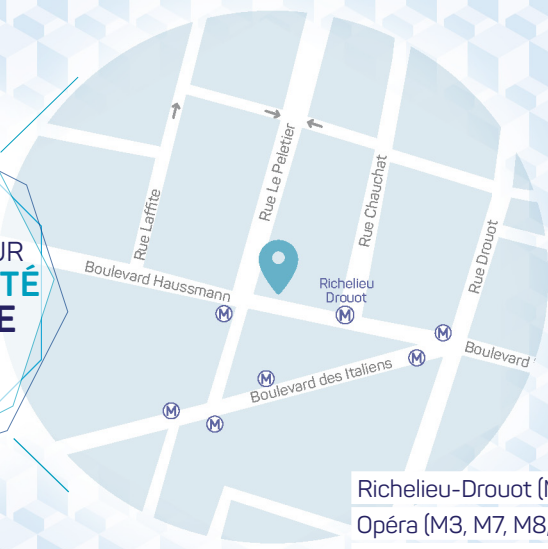 Rue Le Peletier
Rue Chauchat
Rue Laffite
Rue Drouot
UR
TÉ
E
Boulevard Haussmann
Richelieu
Drouot
M
M
M
Boulevard
M
M
Boulevard des Italiens
M
M
Richelieu-Drouot (M
Opéra (M3, M7, M8,